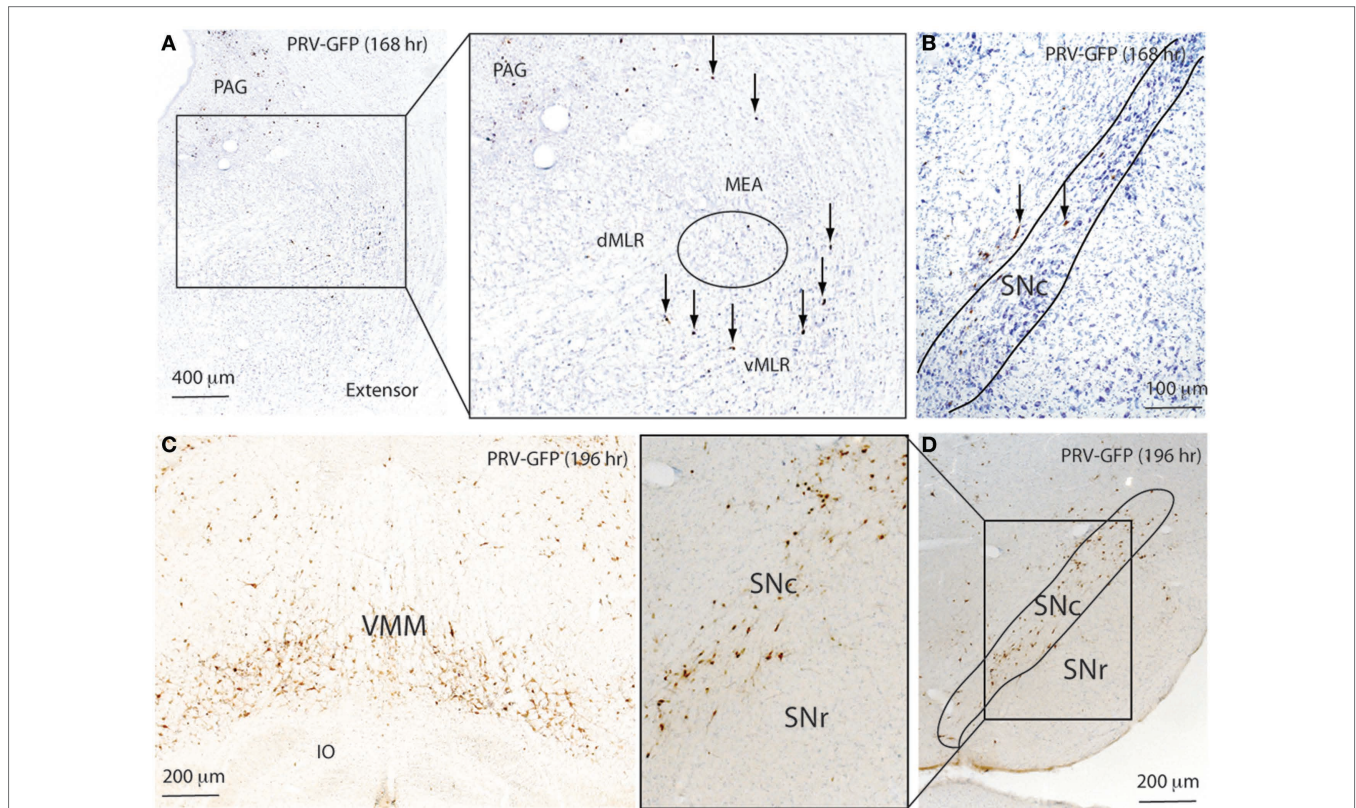 A
PRV-GFP (168 hr)
PAG
400 µm
Extensor
PAG
MEA
dMLR
vMLR
B
PRV-GFP (168 hr)
SNc
100 µm
C
PRV-GFP (196 hr)
VMM
IO
200 µm
SNc
SNr
D
PRV-GFP (196 hr)
SNc
SNr
200 µm